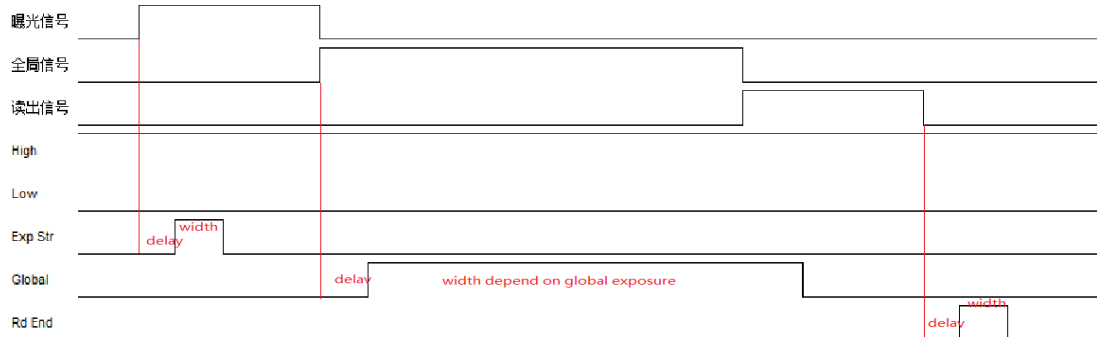 曝光信号
全局信号
读出信号
High
Low
Exp Str
width
delay
Global
delay
width depend on global exposure
Rd End
width
delay